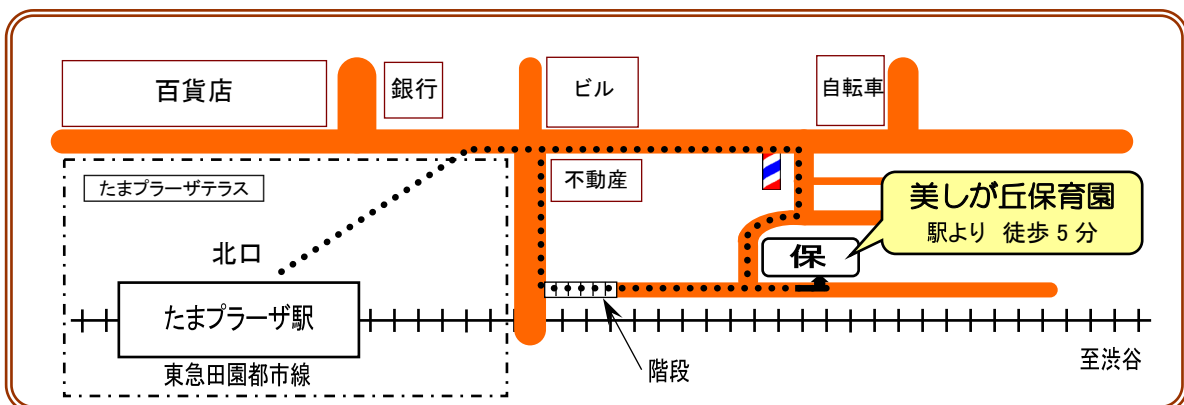 百貨店
銀行
ビル
自転車
たまプラーザテラス
不動産
美しが丘保育園
駅より 徒歩5分
北口
保
たまプラーザ駅
東急田園都市線
階段
至渋谷